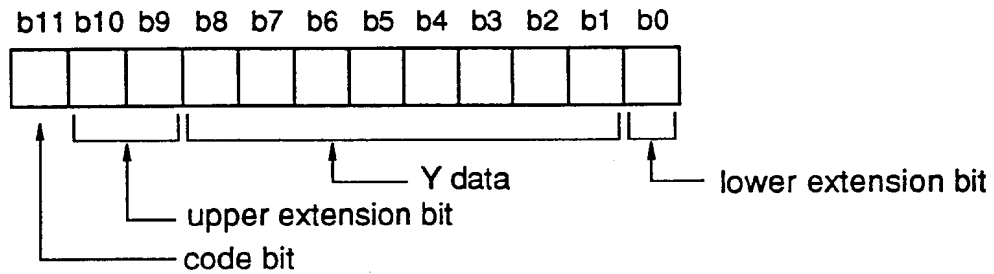 b11 b10 b9 b8 b7 b6 b5 b4 b3 b2 b1 b0
Y data
lower extension bit
upper extension bit
code bit